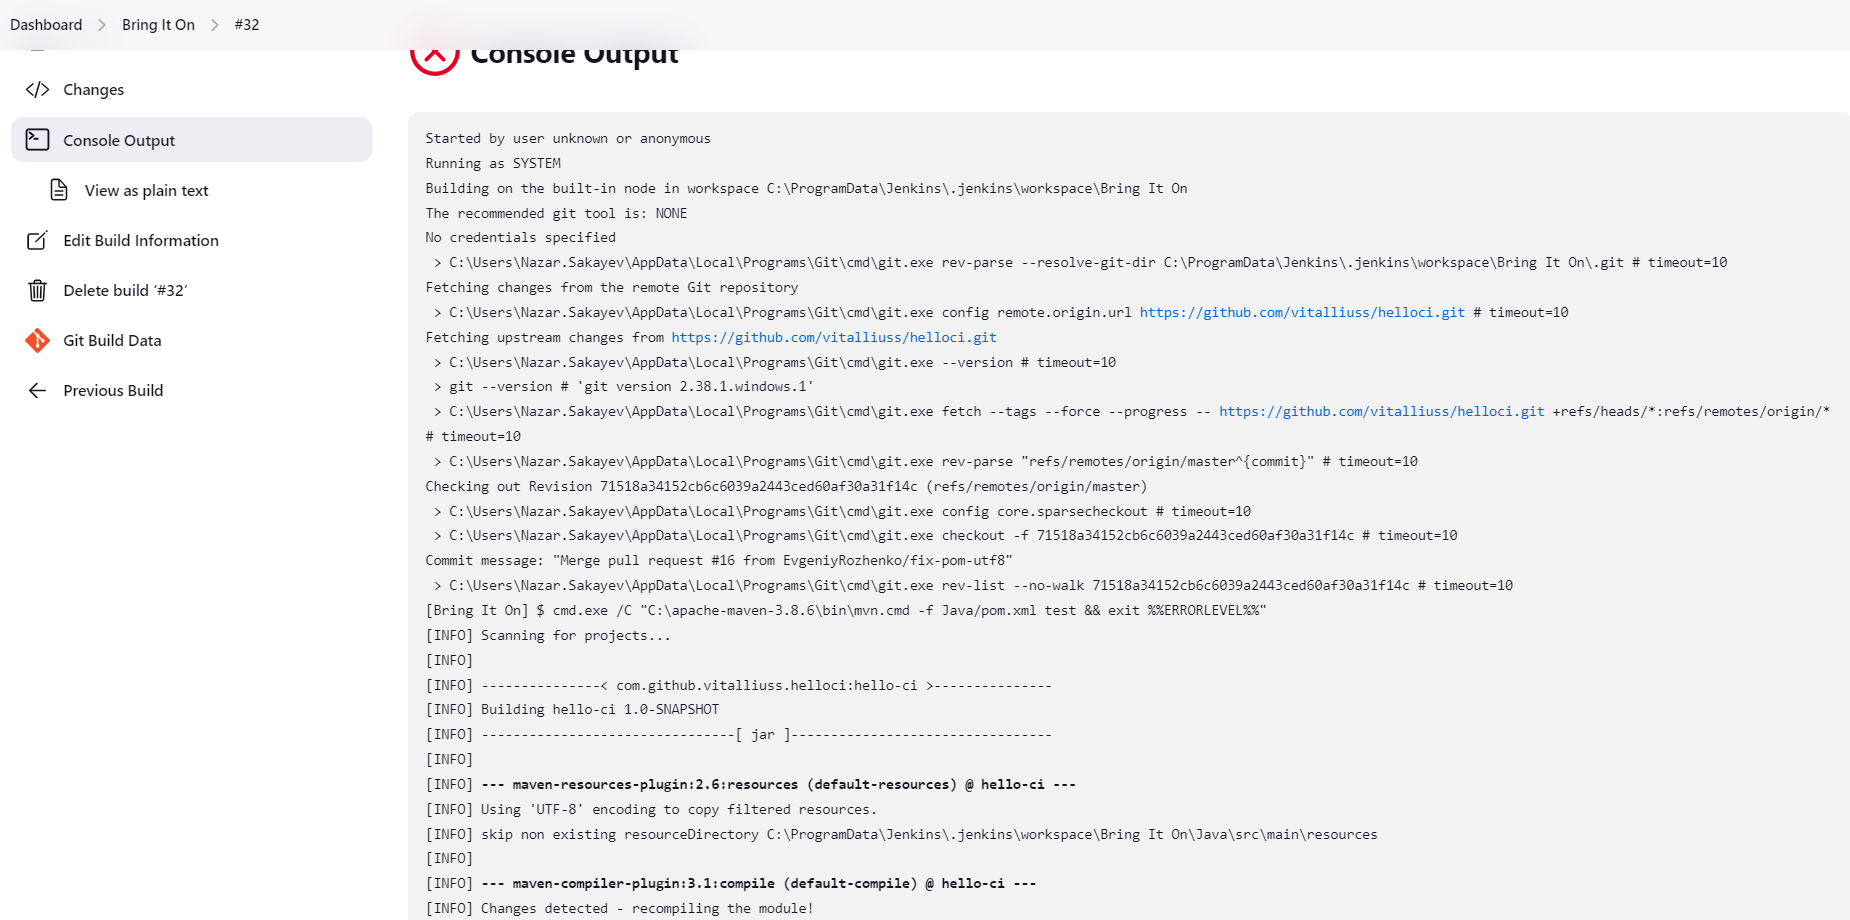 Dashboard > Bring It On > #32
Console Output
Changes
Console Output
View as plain text
Edit Build Information
Delete build ‘#32’
Git Build Data
Previous Build
Started by user unknown or anonymous
Running as SYSTEM
Building on the built-in node in workspace C:\ProgramData\Jenkins\.jenkins\workspace\Bring It On
The recommended git tool is: NONE
No credentials specified
 > C:\Users\Nazar.Sakayev\AppData\Local\Programs\Git\cmd\git.exe rev-parse --resolve-git-dir C:\ProgramData\Jenkins\.jenkins\workspace\Bring It On\.git # timeout=10
Fetching changes from the remote Git repository
 > C:\Users\Nazar.Sakayev\AppData\Local\Programs\Git\cmd\git.exe config remote.origin.url https://github.com/vitalliuss/helloci.git # timeout=10
Fetching upstream changes from https://github.com/vitalliuss/helloci.git
 > C:\Users\Nazar.Sakayev\AppData\Local\Programs\Git\cmd\git.exe --version # timeout=10
 > git --version # 'git version 2.38.1.windows.1'
 > C:\Users\Nazar.Sakayev\AppData\Local\Programs\Git\cmd\git.exe fetch --tags --force --progress -- https://github.com/vitalliuss/helloci.git +refs/heads/*:refs/remotes/origin/*
# timeout=10
 > C:\Users\Nazar.Sakayev\AppData\Local\Programs\Git\cmd\git.exe rev-parse "refs/remotes/origin/master^{commit}" # timeout=10
Checking out Revision 71518a34152cb6c6039a2443ced60af30a31f14c (refs/remotes/origin/master)
 > C:\Users\Nazar.Sakayev\AppData\Local\Programs\Git\cmd\git.exe config core.sparsecheckout # timeout=10
 > C:\Users\Nazar.Sakayev\AppData\Local\Programs\Git\cmd\git.exe checkout -f 71518a34152cb6c6039a2443ced60af30a31f14c # timeout=10
Commit message: "Merge pull request #16 from EvgeniyRozhenko/fix-pom-utf8"
 > C:\Users\Nazar.Sakayev\AppData\Local\Programs\Git\cmd\git.exe rev-list --no-walk 71518a34152cb6c6039a2443ced60af30a31f14c # timeout=10
[Bring It On] $ cmd.exe /C "C:\apache-maven-3.8.6\bin\mvn.cmd -f Java/pom.xml test && exit %%ERRORLEVEL%%"
[INFO] Scanning for projects...
[INFO]
[INFO] ---------------< com.github.vitalliuss.helloci:hello-ci >---------------
[INFO] Building hello-ci 1.0-SNAPSHOT
[INFO] --------------------------------[ jar ]---------------------------------
[INFO]
[INFO] --- maven-resources-plugin:2.6:resources (default-resources) @ hello-ci ---
[INFO] Using 'UTF-8' encoding to copy filtered resources.
[INFO] skip non existing resourceDirectory C:\ProgramData\Jenkins\.jenkins\workspace\Bring It On\Java\src\main\resources
[INFO]
[INFO] --- maven-compiler-plugin:3.1:compile (default-compile) @ hello-ci ---
[INFO] Changes detected - recompiling the module!